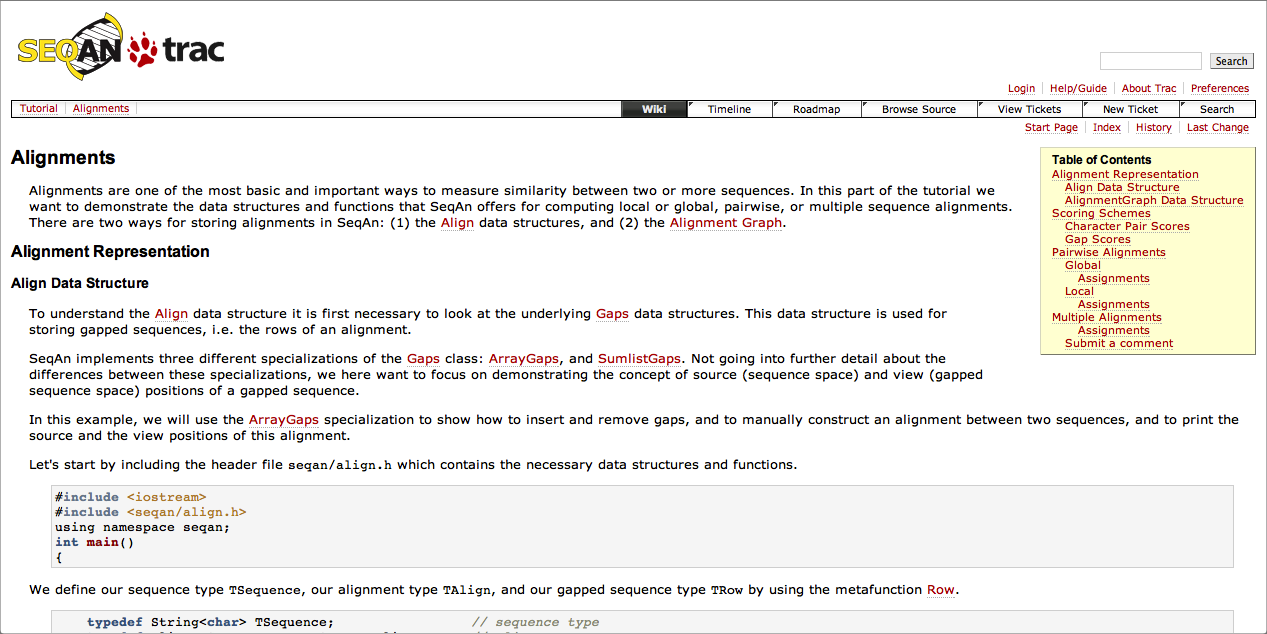 SEQAN trac
Search
Login Help/Guide About Trac Preferences
Tutorial Alignments Wiki Timeline Roadmap Browse Source View Tickets New Ticket Search
Start Page Index History Last Change
Alignments
Alignments are one of the most basic and important ways to measure similarity between two or more sequences. In this part of the tutorial we
want to demonstrate the data structures and functions that SeqAn offers for computing local or global, pairwise, or multiple sequence alignments.
There are two ways for storing alignments in SeqAn: (1) the Align data structures, and (2) the Alignment Graph.
Table of Contents
Alignment Representation
Align Data Structure
AlignmentGraph Data Structure
Scoring Schemes
Character Pair Scores
Gap Scores
Pairwise Alignments
Global
Assignments
Local
Assignments
Multiple Alignments
Assignments
Submit a comment
Alignment Representation
Align Data Structure
To understand the Align data structure it is first necessary to look at the underlying Gaps data structures. This data structure is used for
storing gapped sequences, i.e. the rows of an alignment.
SeqAn implements three different specializations of the Gaps class: ArrayGaps, and SumlistGaps. Not going into further detail about the
differences between these specializations, we here want to focus on demonstrating the concept of source (sequence space) and view (gapped
sequence space) positions of a gapped sequence.
In this example, we will use the ArrayGaps specialization to show how to insert and remove gaps, and to manually construct an alignment between two sequences, and to print the
source and the view positions of this alignment.
Let's start by including the header file seqan/align.h which contains the necessary data structures and functions.
#include <iostream>
#include <seqan/align.h>
using namespace seqan;
int main()
{
We define our sequence type TSequence, our alignment type TAlign, and our gapped sequence type TRow by using the metafunction Row.
typedef String<char> TSequence; // sequence type